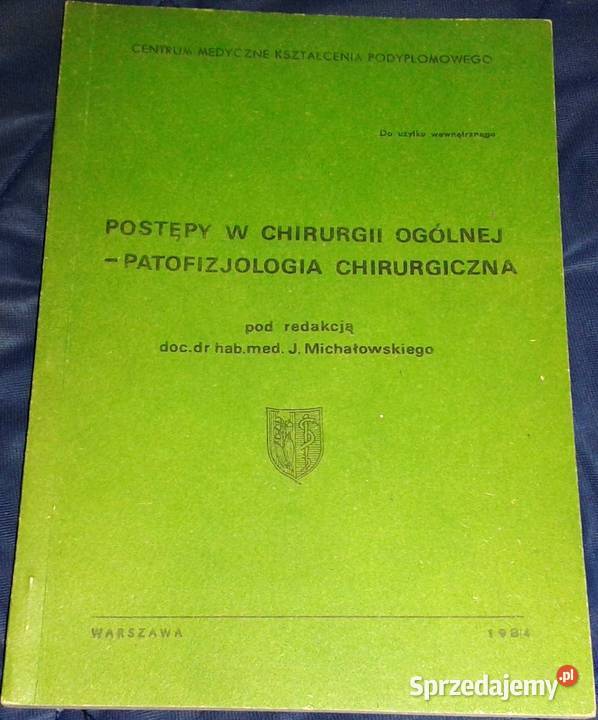 CENTRUM MEDYCZNE KSZTAŁCENIA PODYPLOMOWEGO
Do użytku wewnętrznego
POSTĘPY W CHIRURGII OGÓLNEJ
-PATOFIZJOLOGIA CHIRURGICZNA
pod redakcją
doc.dr hab.med. J. Michałowskiego
WARSZAWA 1984
Sprzedajemy.pl